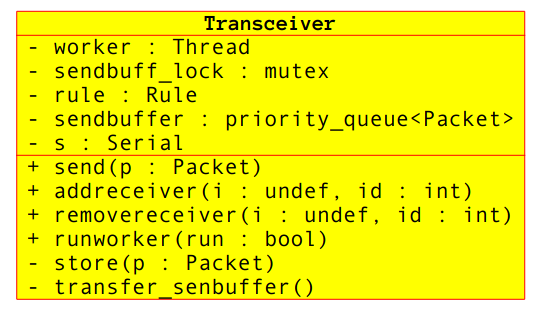 Transceiver
- worker : Thread
- sendbuff_lock : mutex
- rule : Rule
- sendbuffer : priority_queue<Packet>
- s : Serial
+ send(p : Packet)
+ addreceiver(i : undef, id : int)
+ removereceiver(i : undef, id : int)
+ runworker(run : bool)
- store(p : Packet)
- transfer_senbuffer()